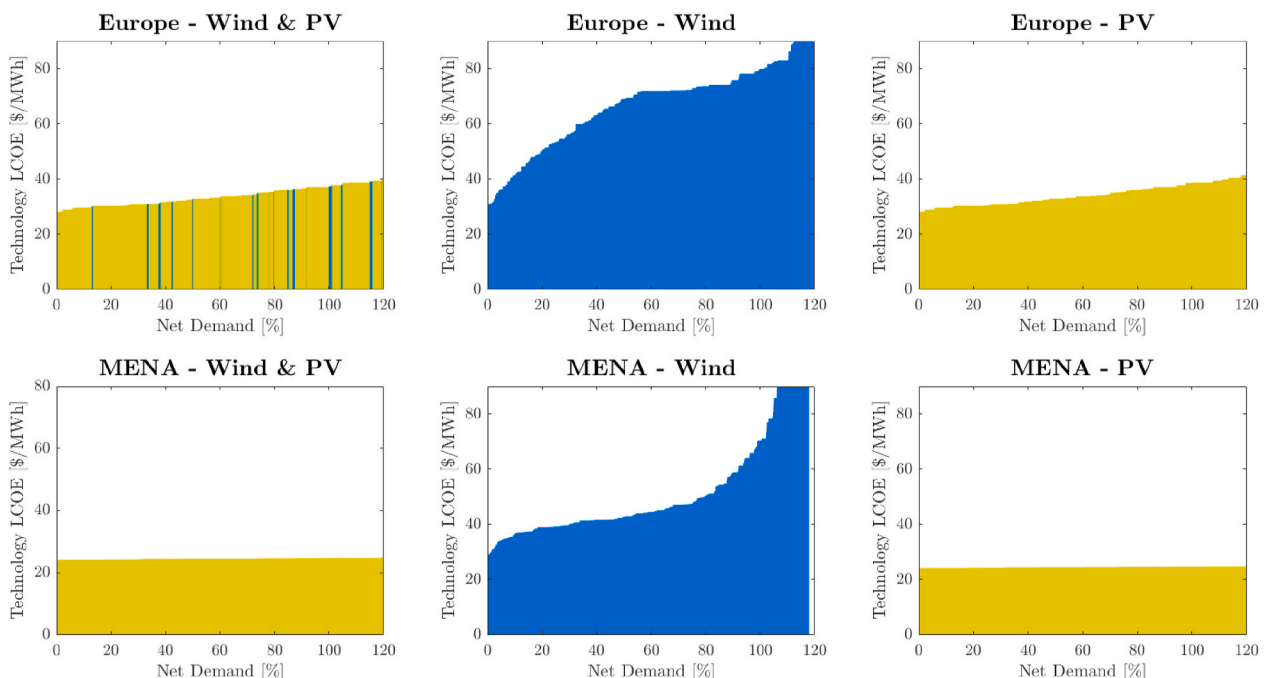 Europe - Wind & PV
Technology LCOE [$/MWh]
80
60
40
20
0
0 20 40 60 80 100 120
Net Demand [%]
Europe - Wind
Technology LCOE [$/MWh]
80
60
40
20
0
0 20 40 60 80 100 120
Net Demand [%]
Europe - PV
Technology LCOE [$/MWh]
80
60
40
20
0
0 20 40 60 80 100 120
Net Demand [%]
MENA - Wind & PV
Technology LCOE [$/MWh]
80
60
40
20
0
0 20 40 60 80 100 120
Net Demand [%]
MENA - Wind
Technology LCOE [$/MWh]
80
60
40
20
0
0 20 40 60 80 100 120
Net Demand [%]
MENA - PV
Technology LCOE [$/MWh]
80
60
40
20
0
0 20 40 60 80 100 120
Net Demand [%]